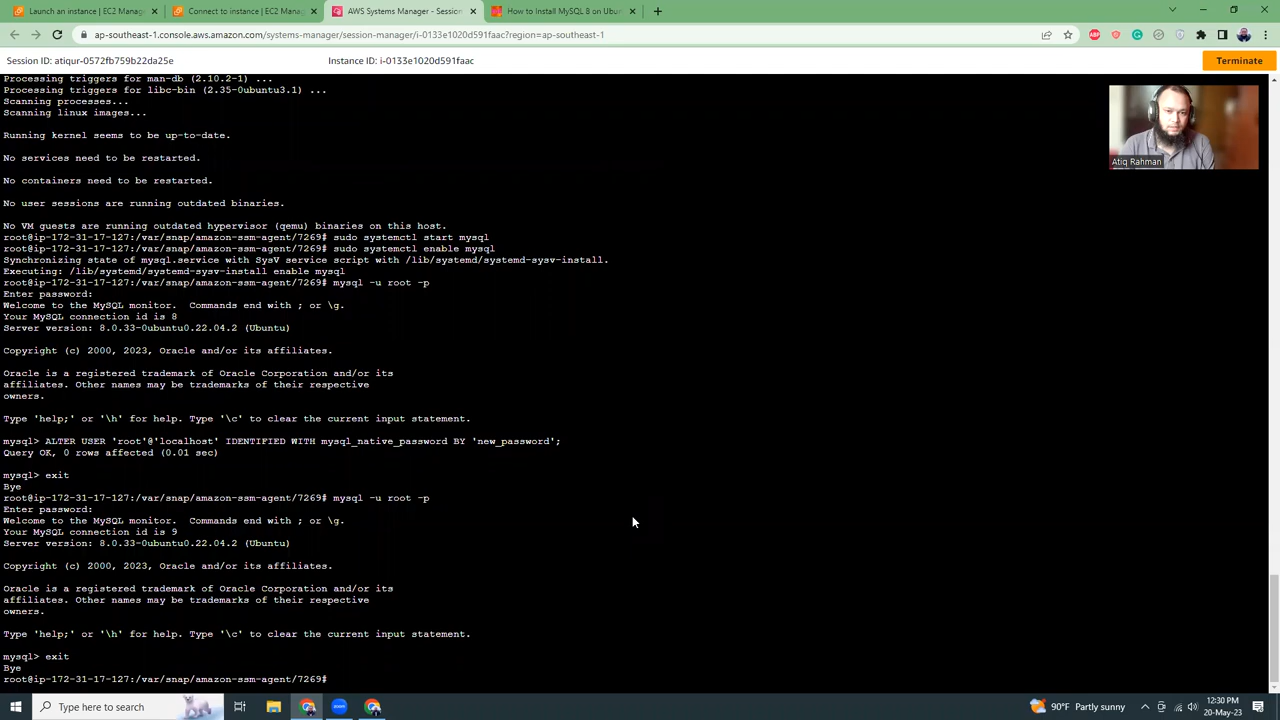 Launch an instance | EC2 Manage
Connect to instance | EC2 Manag
AWS Systems Manager - Session
How to Install MySQL 8 on Ubun
ap-southeast-1.console.aws.amazon.com/systems-manager/session-manager/i-0133e1020d591faac?region=ap-southeast-1
Session ID: atiqur-0572fb759b22da25e
Instance ID: i-0133e1020d591faac
Terminate
Processing triggers for man-db (2.10.2-1) ...
Processing triggers for libc-bin (2.35-0ubuntu3.1) ...
Scanning processes...
Scanning linux images...
Running kernel seems to be up-to-date.
No services need to be restarted.
No containers need to be restarted.
No user sessions are running outdated binaries.
No VM guests are running outdated hypervisor (qemu) binaries on this host.
root@ip-172-31-17-127:/var/snap/amazon-ssm-agent/7269# sudo systemctl start mysql
root@ip-172-31-17-127:/var/snap/amazon-ssm-agent/7269# sudo systemctl enable mysql
Synchronizing state of mysql.service with SysV service script with /lib/systemd/systemd-sysv-install.
Executing: /lib/systemd/systemd-sysv-install enable mysql
root@ip-172-31-17-127:/var/snap/amazon-ssm-agent/7269# mysql -u root -p
Enter password:
Welcome to the MySQL monitor.  Commands end with ; or \g.
Your MySQL connection id is 8
Server version: 8.0.33-0ubuntu0.22.04.2 (Ubuntu)
Copyright (c) 2000, 2023, Oracle and/or its affiliates.
Oracle is a registered trademark of Oracle Corporation and/or its
affiliates. Other names may be trademarks of their respective
owners.
Type 'help;' or '\h' for help. Type '\c' to clear the current input statement.
mysql> ALTER USER 'root'@'localhost' IDENTIFIED WITH mysql_native_password BY 'new_password';
Query OK, 0 rows affected (0.01 sec)
mysql> exit
Bye
root@ip-172-31-17-127:/var/snap/amazon-ssm-agent/7269# mysql -u root -p
Enter password:
Welcome to the MySQL monitor.  Commands end with ; or \g.
Your MySQL connection id is 9
Server version: 8.0.33-0ubuntu0.22.04.2 (Ubuntu)
Copyright (c) 2000, 2023, Oracle and/or its affiliates.
Oracle is a registered trademark of Oracle Corporation and/or its
affiliates. Other names may be trademarks of their respective
owners.
Type 'help;' or '\h' for help. Type '\c' to clear the current input statement.
mysql> exit
Bye
root@ip-172-31-17-127:/var/snap/amazon-ssm-agent/7269#
Atiq Rahman
Type here to search
zoom
90°F Partly sunny
12:30 PM
20-May-23